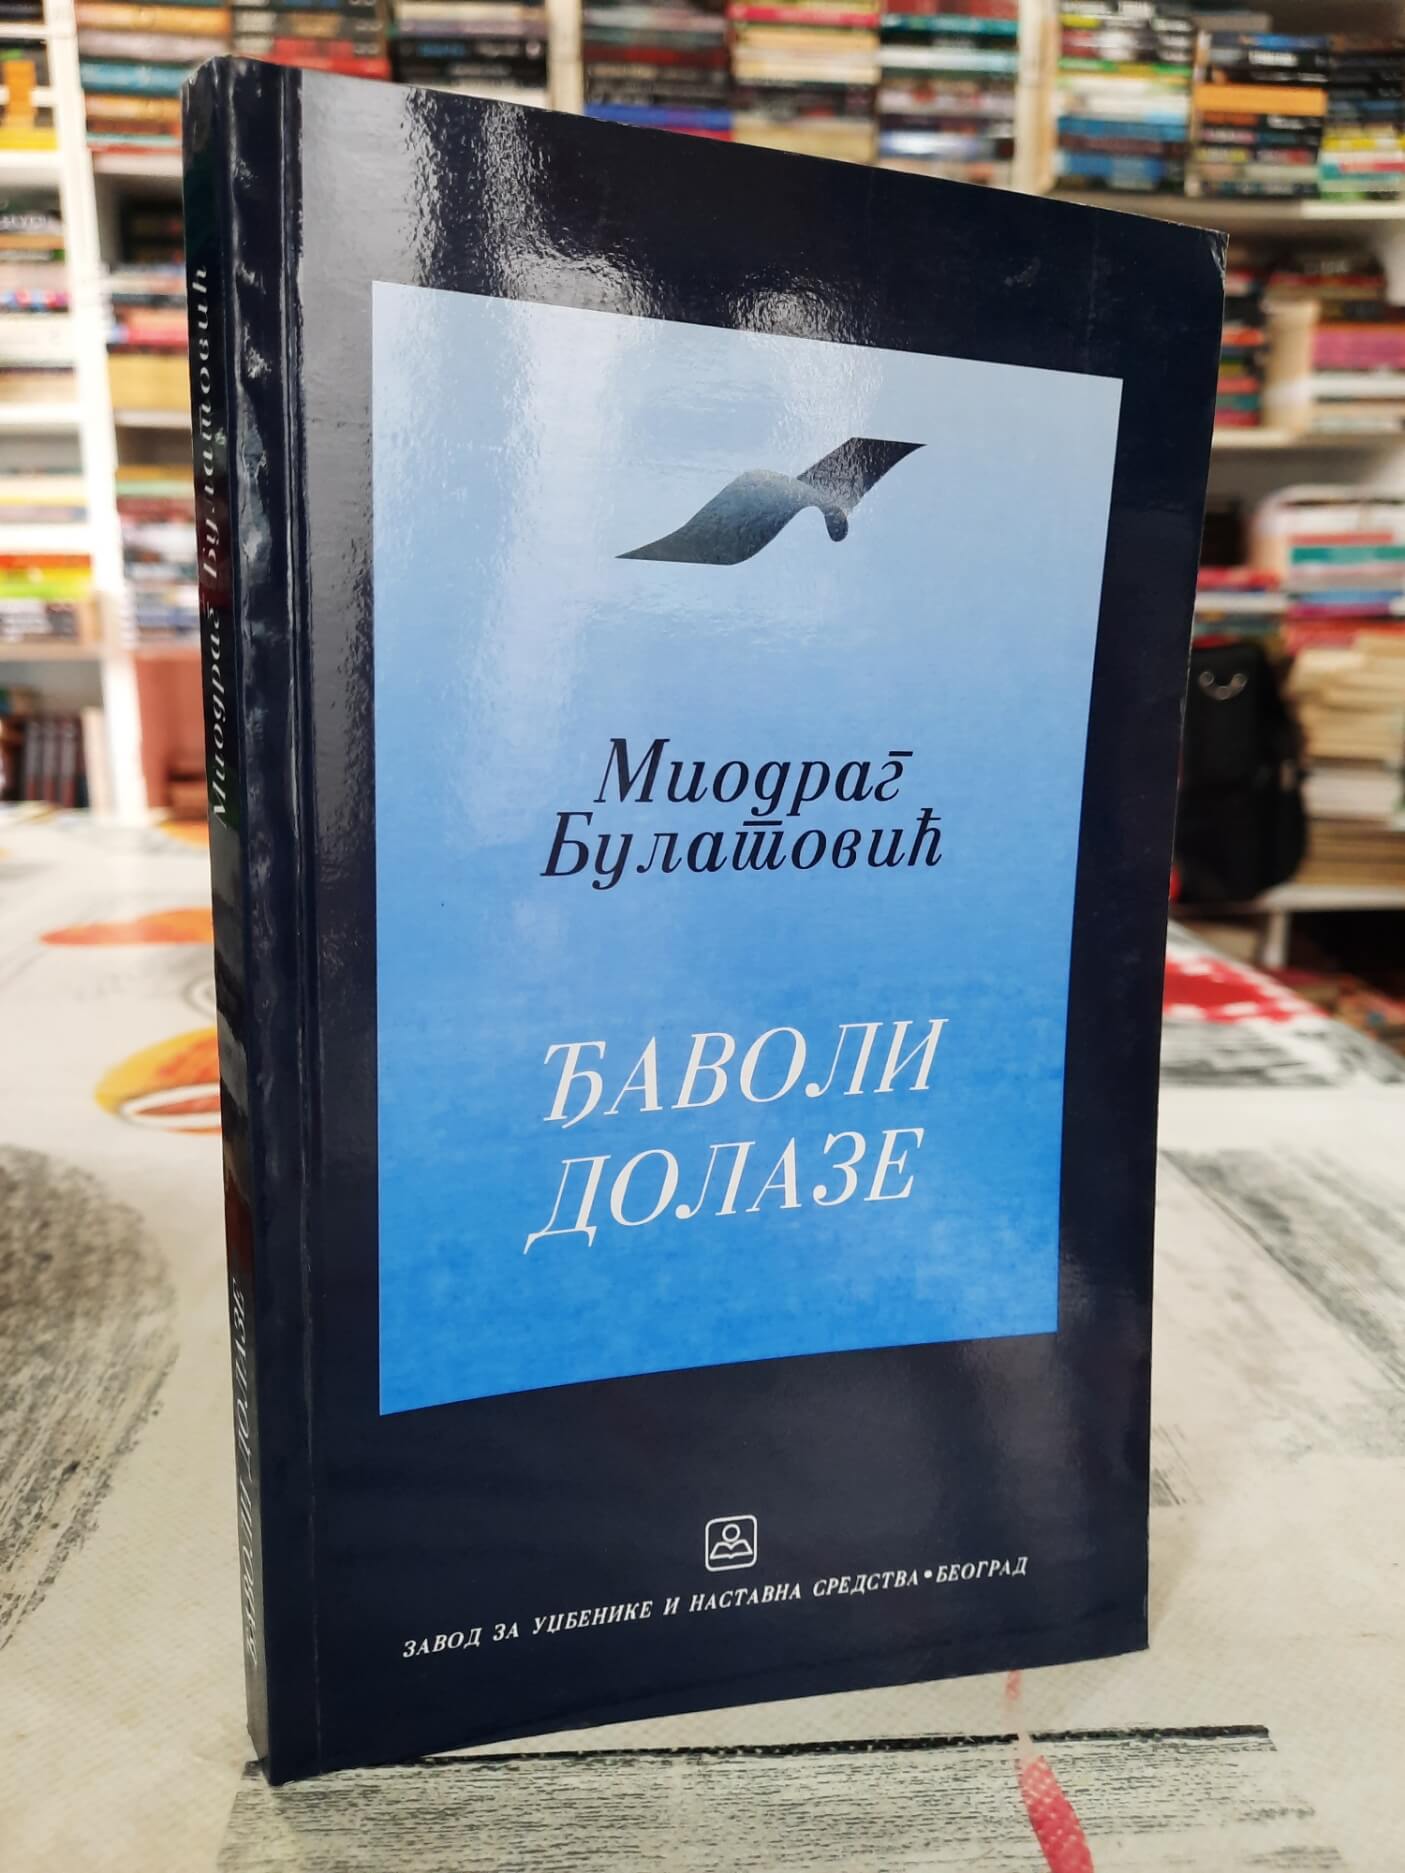 Миодраг Булатовић
ЂАВОЛИ ДОЛАЗЕ
Миодраг
Булатовић
ЂАВОЛИ
ДОЛАЗЕ
ЗАВОД ЗА УЏБЕНИКЕ И НАСТАВНА СРЕДСТВА • БЕОГРАД